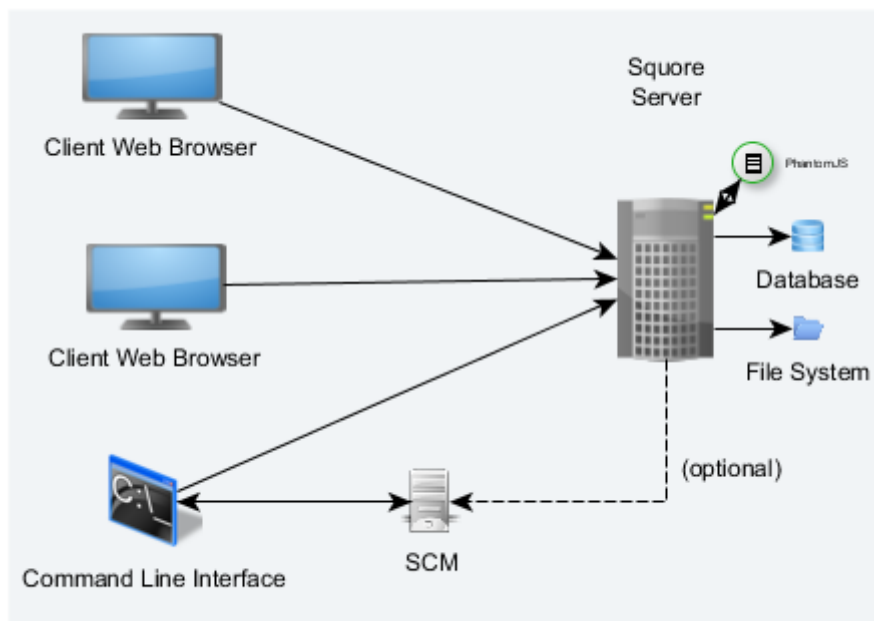 Squore
Server
Client Web Browser
PhantomJS
Database
Client Web Browser
File System
C:\_
(optional)
SCM
Command Line Interface